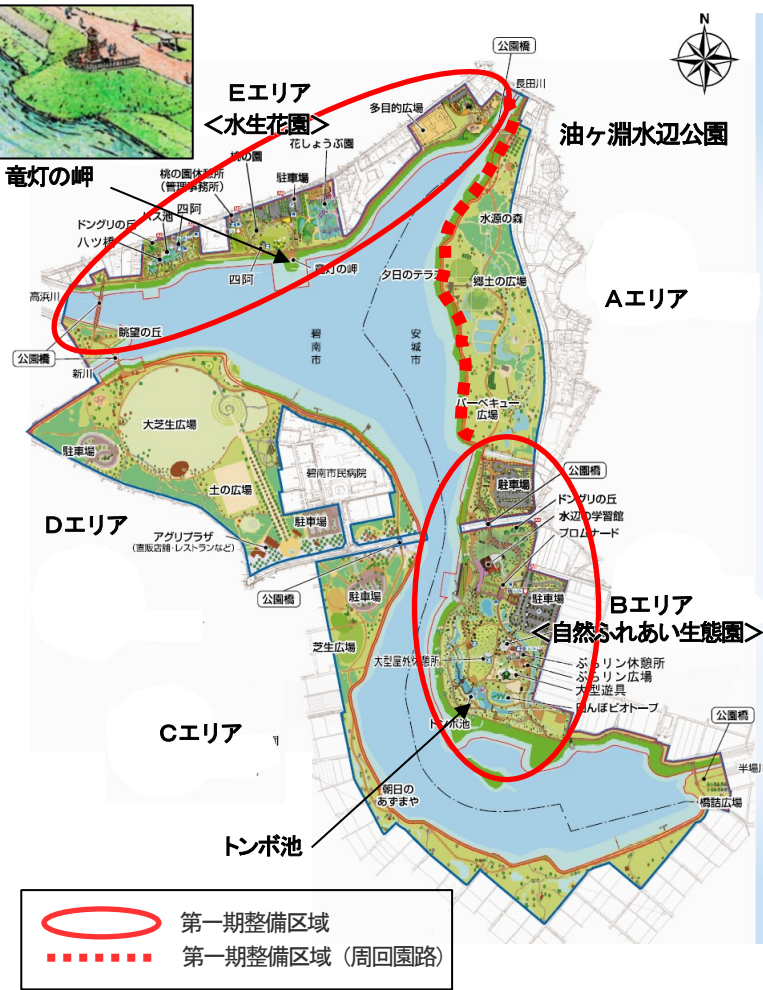 N
公園橋
長田川
Eエリア
<水生花園>
多目的広場
油ヶ淵水辺公園
花しょうぶ園
桃の園
竜灯の岬
桃の園休憩所
(管理事務所)
駐車場
水源の森
四阿
ハス池
ドングリの丘
八ツ橋
四阿
竜灯の岬
夕日のテラス
郷土の広場
Aエリア
高浜川
眺望の丘
碧南市
安城市
公園橋
新川
バーベキュー
広場
大芝生広場
駐車場
碧南市民病院
駐車場
公園橋
土の広場
ドングリの丘
水辺の学習館
プロムナード
Dエリア
駐車場
アグリプラザ
(直販店舗・レストランなど)
公園橋
駐車場
駐車場
Bエリア
<自然ふれあい生態園>
芝生広場
大型屋外休憩所
ぶらリン休憩所
ぶらリン広場
大型遊具
田んぼビオトープ
Cエリア
トンボ池
公園橋
半場川
朝日の
あずまや
橋詰広場
トンボ池
第一期整備区域
第一期整備区域(周回園路)